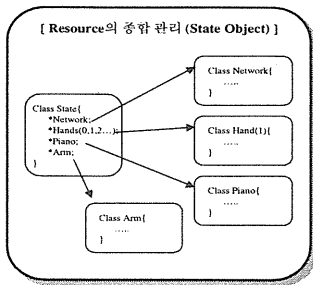 [ Resource의 종합 관리 (State Object) ]
Class State{
*Network;
*Hands(0,1,2…);
*Piano;
*Arm;
}
Class Network{
.....
}
Class Hand(1){
.....
}
Class Piano{
.....
}
Class Arm{
.....
}